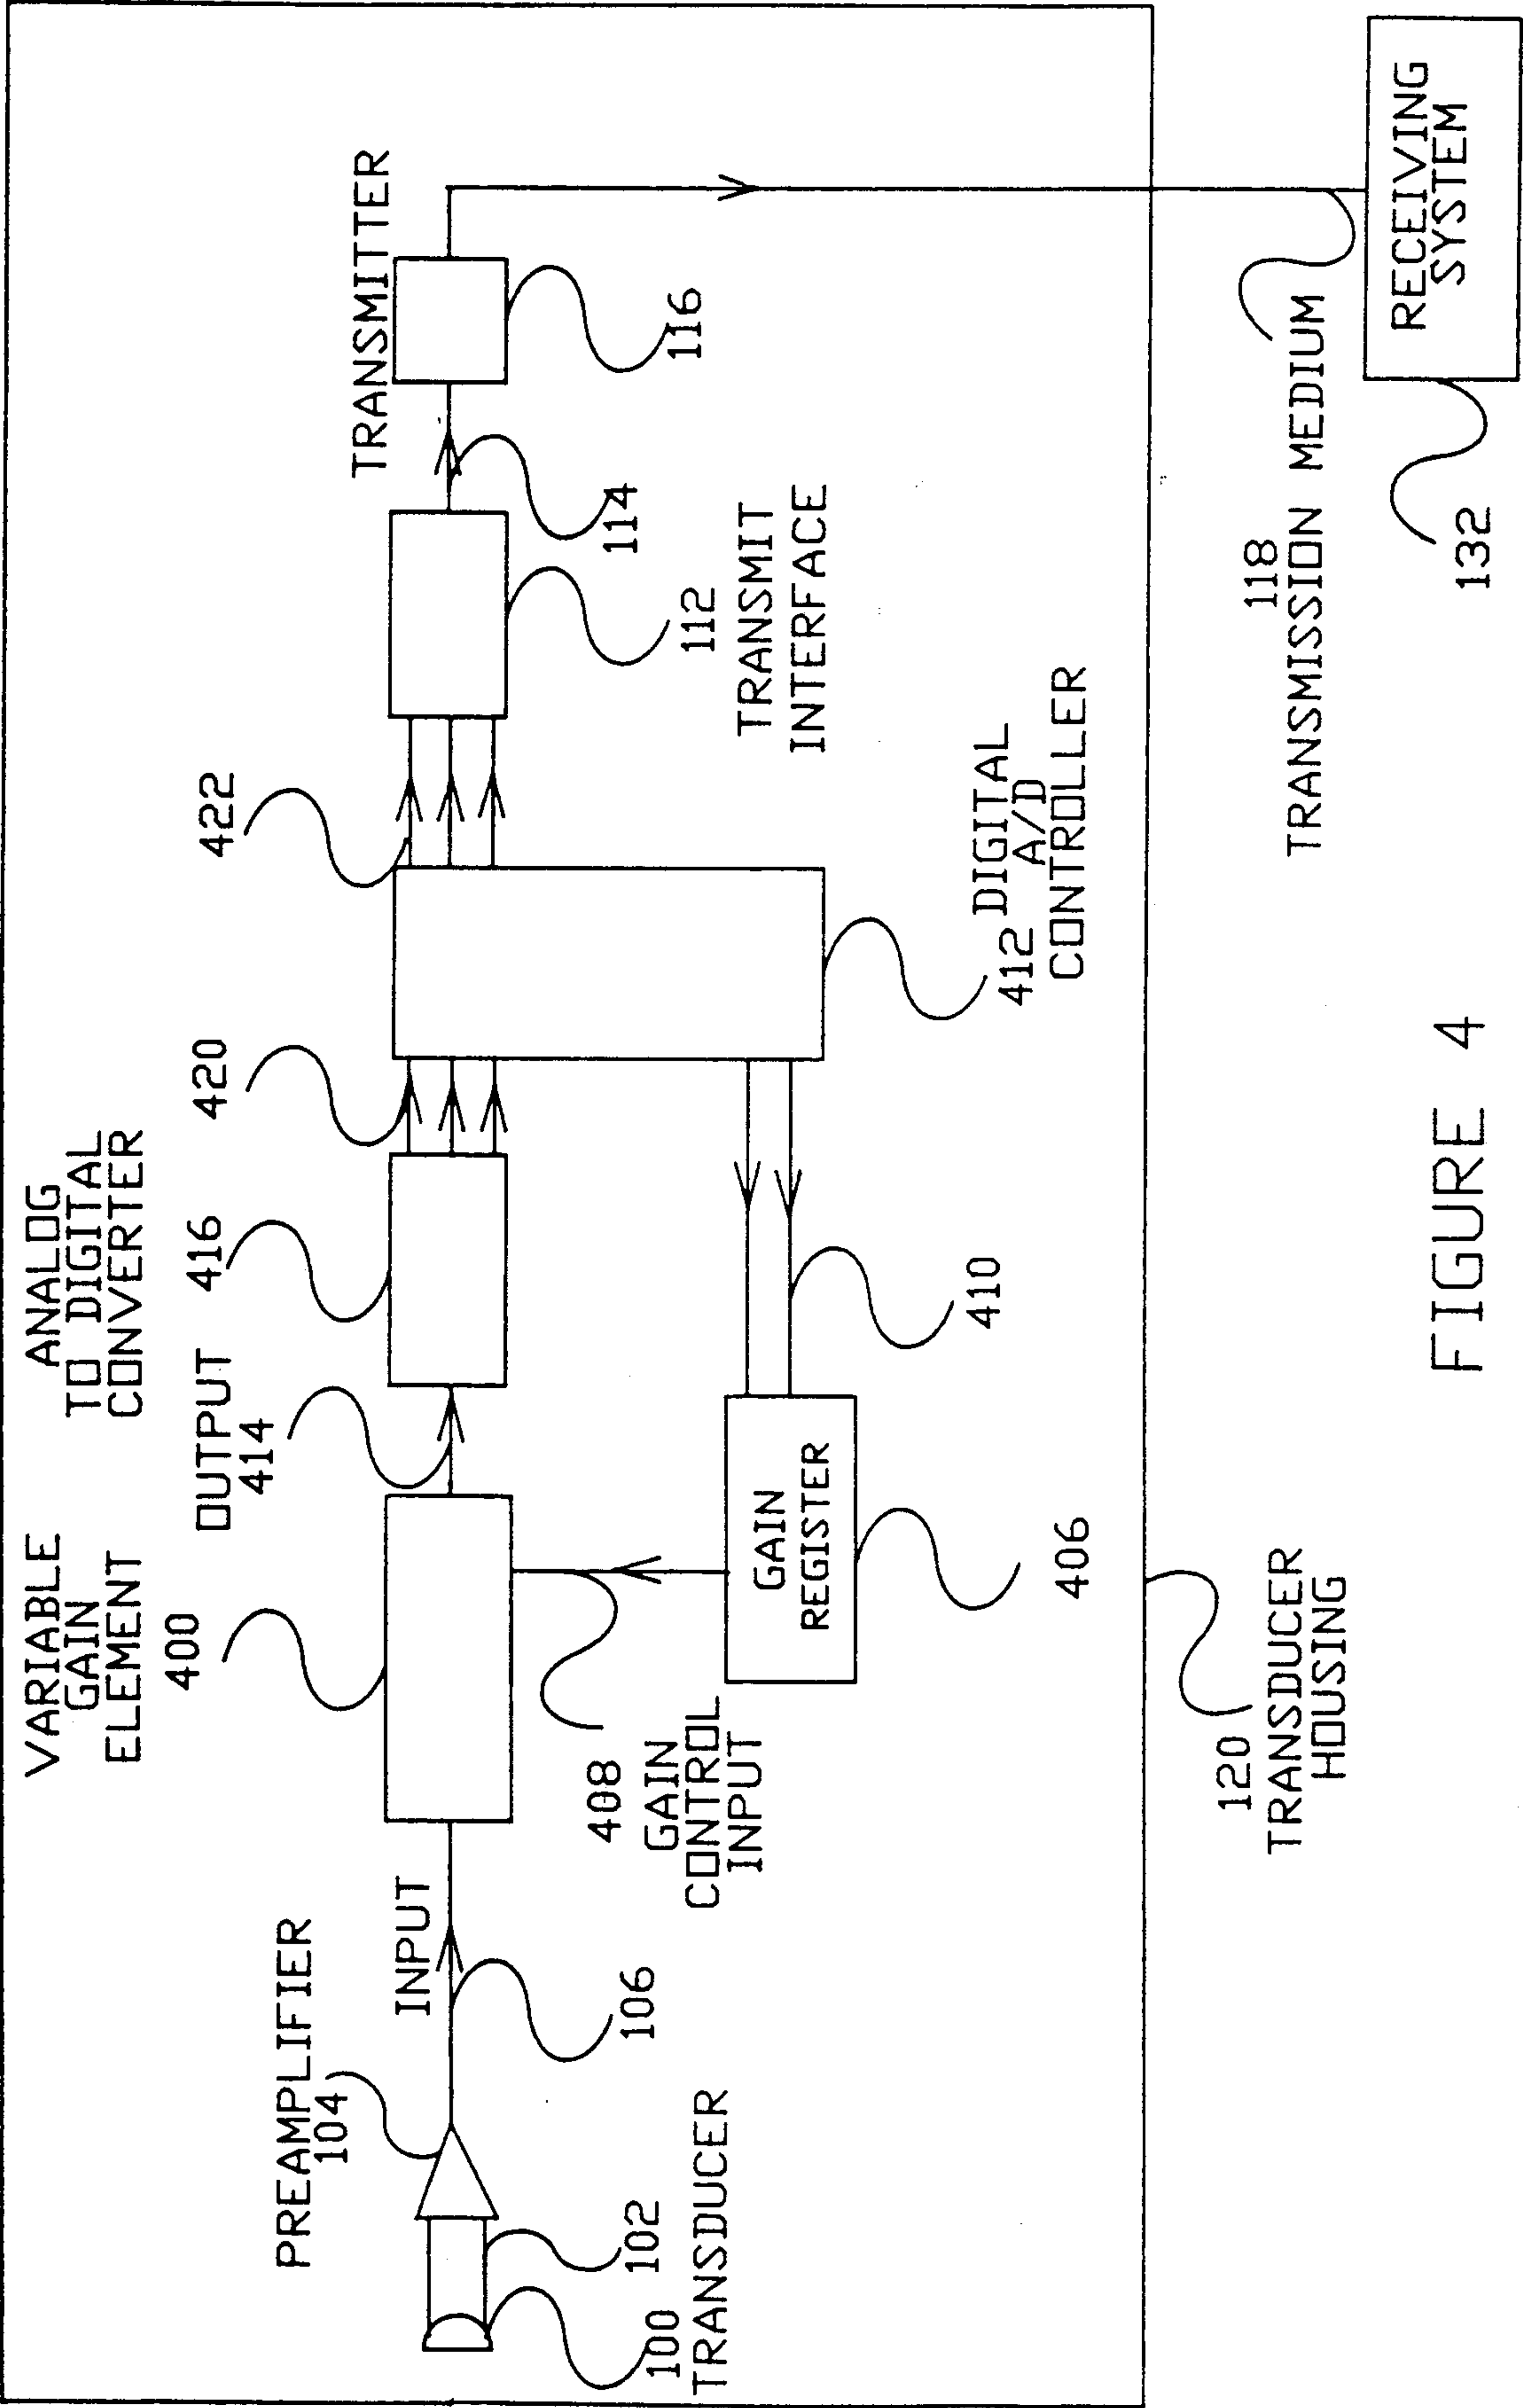 VARIABLE
GAIN
ELEMENT
400
ANALOG
TO DIGITAL
CONVERTER
416
OUTPUT
414
420
422
PREAMPLIFIER
104
INPUT
TRANSMITTER
106
102
100
TRANSDUCER
408
GAIN
CONTROL
INPUT
GAIN
REGISTER
406
410
412 DIGITAL
A/D
CONTROLLER
112
TRANSMIT
INTERFACE
114
116
120
TRANSDUCER
HOUSING
118
TRANSMISSION MEDIUM
132
RECEIVING
SYSTEM
FIGURE 4